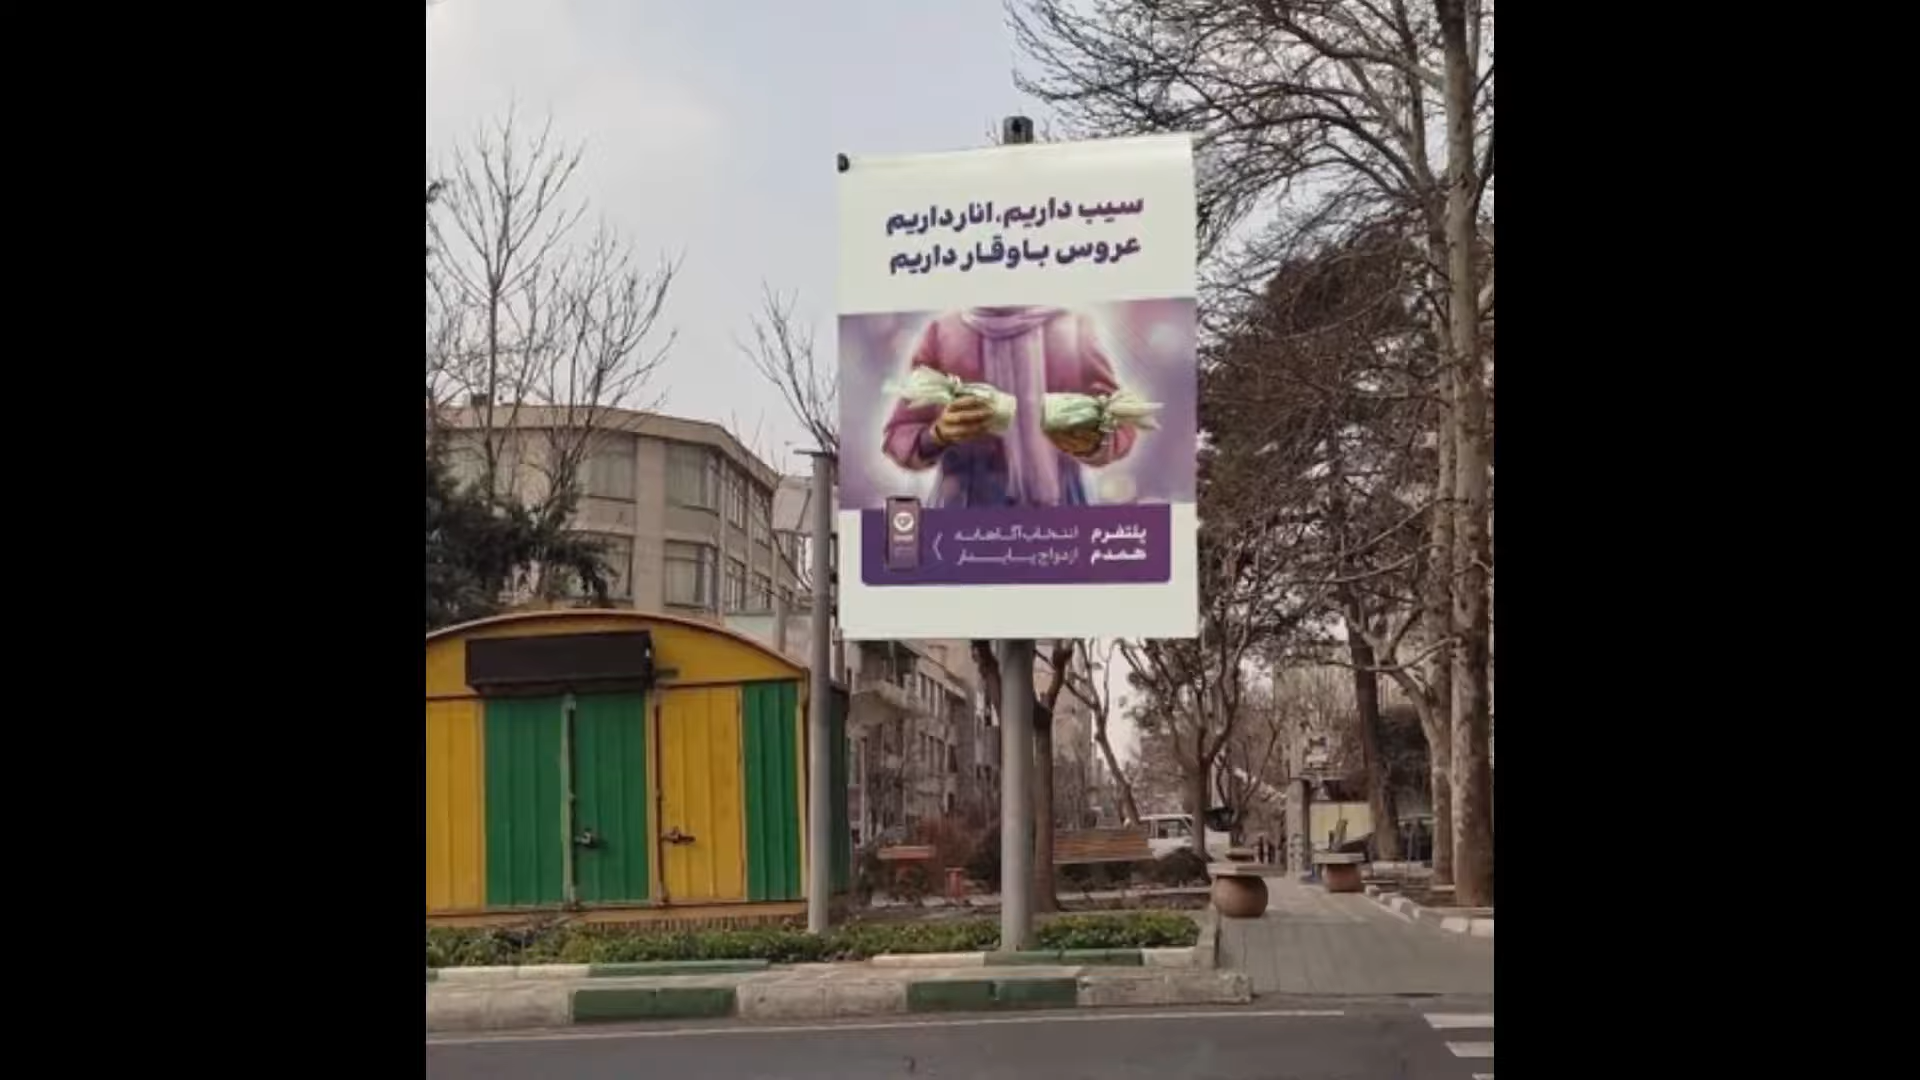 سیب داریم، انار داریم
عروس باوقار داریم
پلتفرم
همدم
انتخاب آگاهانه
ازدواج پایدار